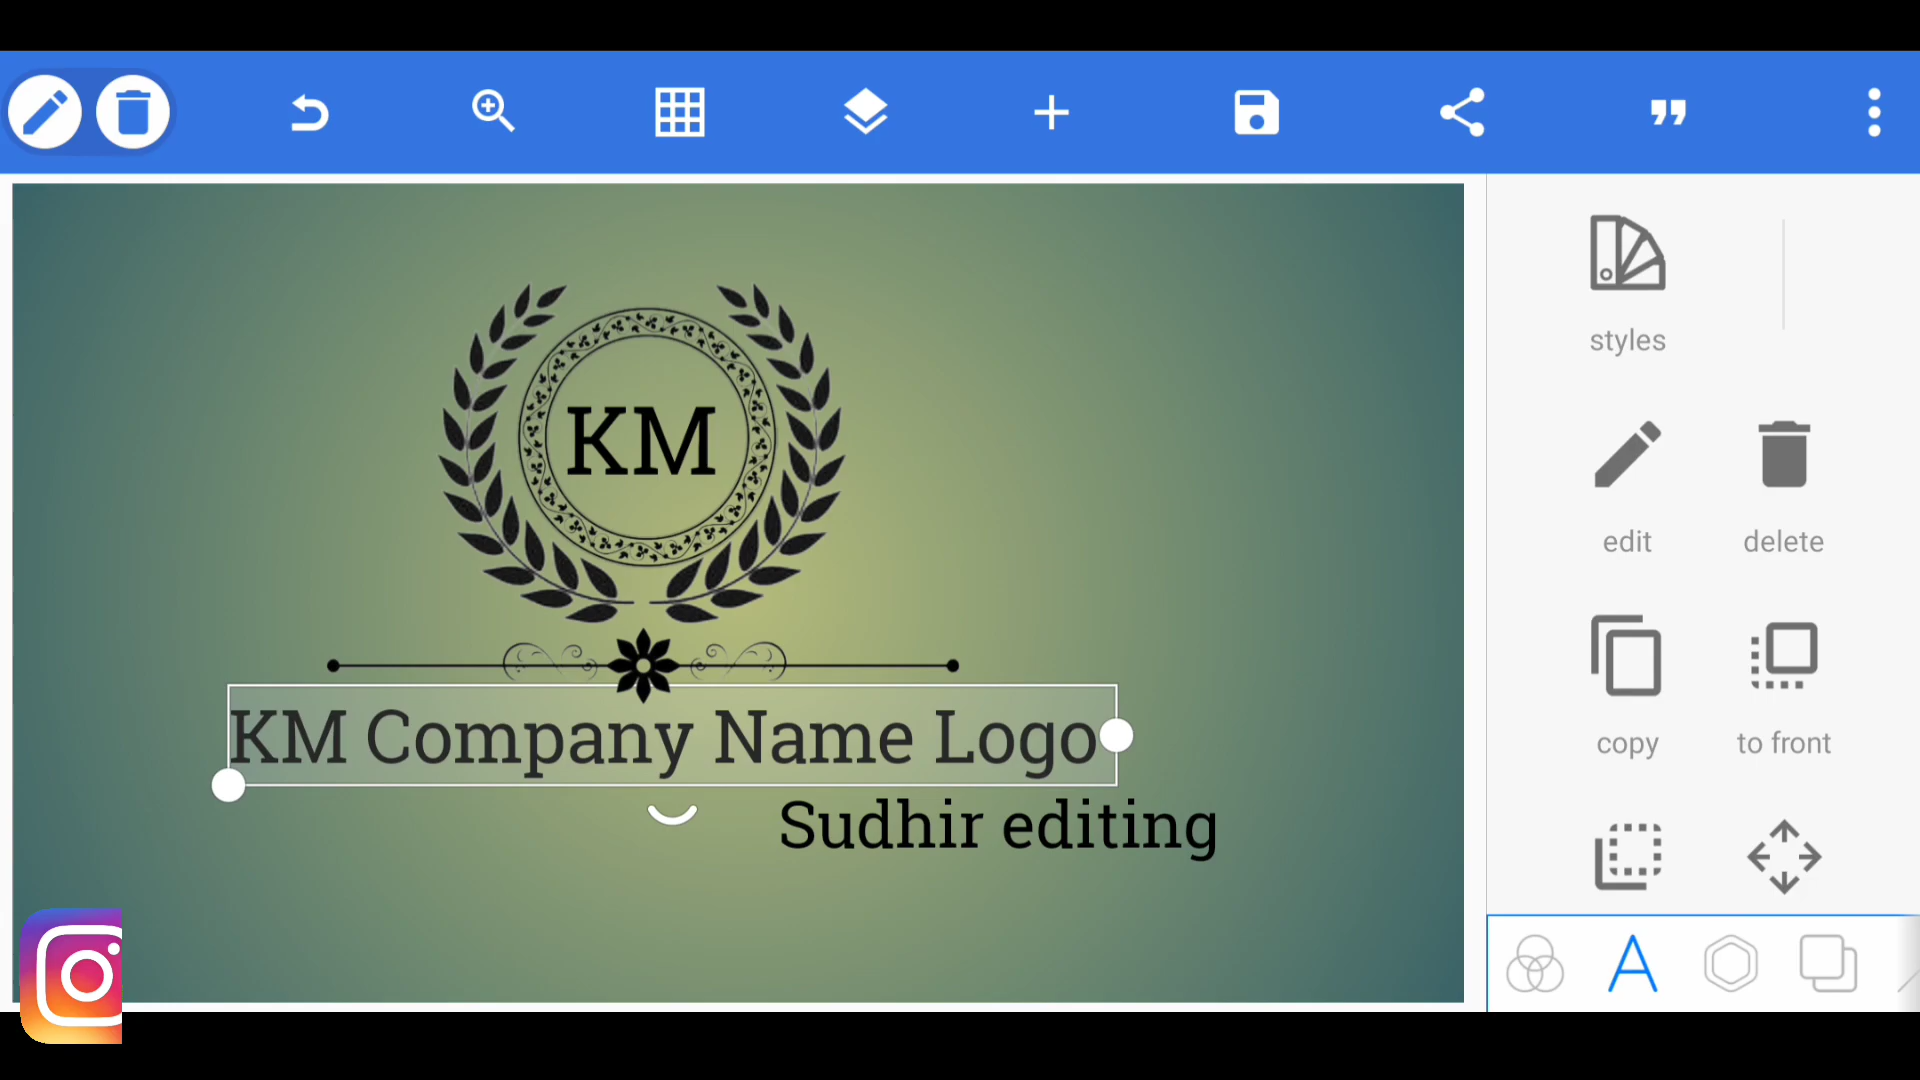 styles
KM
edit
delete
copy
to front
KM Company Name Logo
Sudhir editing